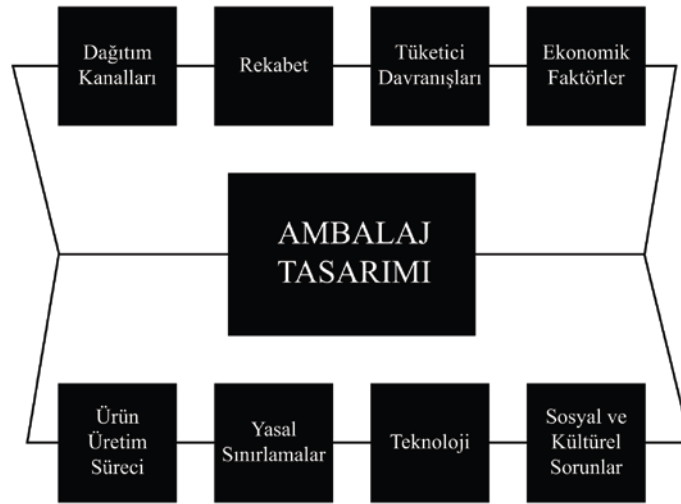 Dağıtım
Kanalları
Rekabet
Tüketici
Davranışları
Ekonomik
Faktörler
AMBALAJ
TASARIMI
Ürün
Üretim
Süreci
Yasal
Sınırlamalar
Teknoloji
Sosyal ve
Kültürel
Sorunlar